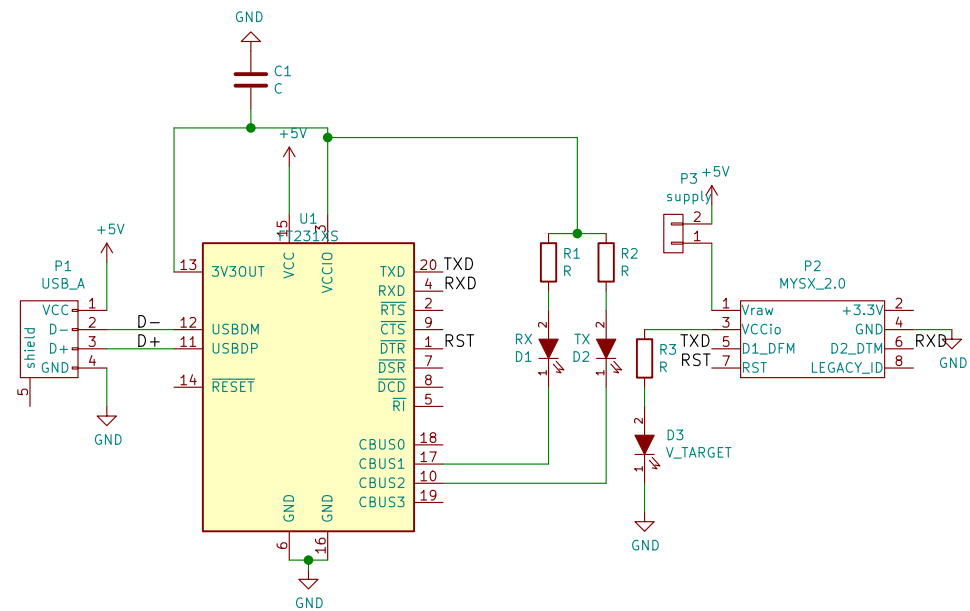 GND
C1
C
+5V
P3 +5V
supply
2
1
U1
FT231XS
15
3
VCC
VCCIO
+5V
P1
USB_A
shield
VCC 1
D- 2
D+ 3
GND 4
5
D-
D+
GND
13 3V3OUT
12 USBDM
11 USBDP
14 RESET
TXD 20 TXD
RXD 4 RXD
RTS 2
CTS 9
DTR 1 RST
DSR 7
DCD 8
RI 5
CBUS0 18
CBUS1 17
CBUS2 10
CBUS3 19
GND
GND
6
16
GND
R1
R
R2
R
2
RX
D1
1
2
TX
D2
1
P2
MYSX_2.0
1 Vraw
3 VCCio
TXD 5 D1_DFM
RST 7 RST
+3.3V 2
GND 4
D2_DTM 6 RXD
LEGACY_ID 8
GND
R3
R
2
D3
V_TARGET
1
GND